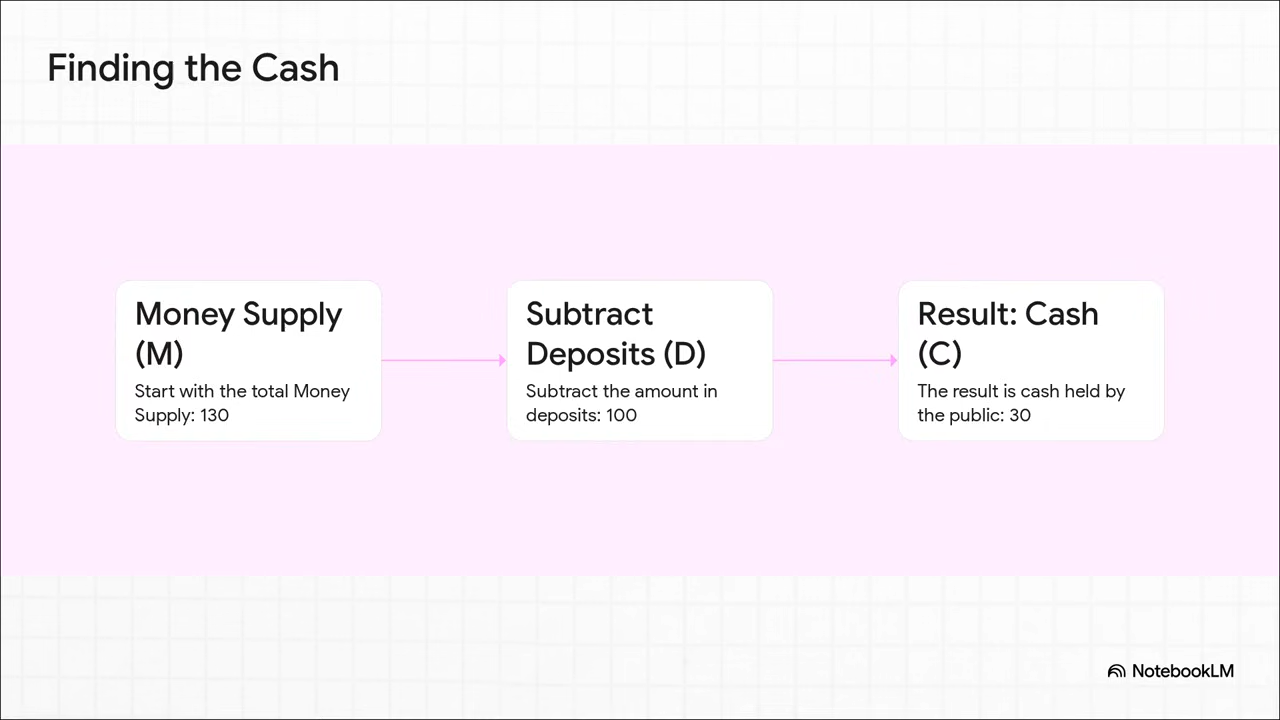 Finding the Cash
Money Supply
(M)
Start with the total Money
Supply: 130
Subtract
Deposits (D)
Subtract the amount in
deposits: 100
Result: Cash
(C)
The result is cash held by
the public: 30
NotebookLM